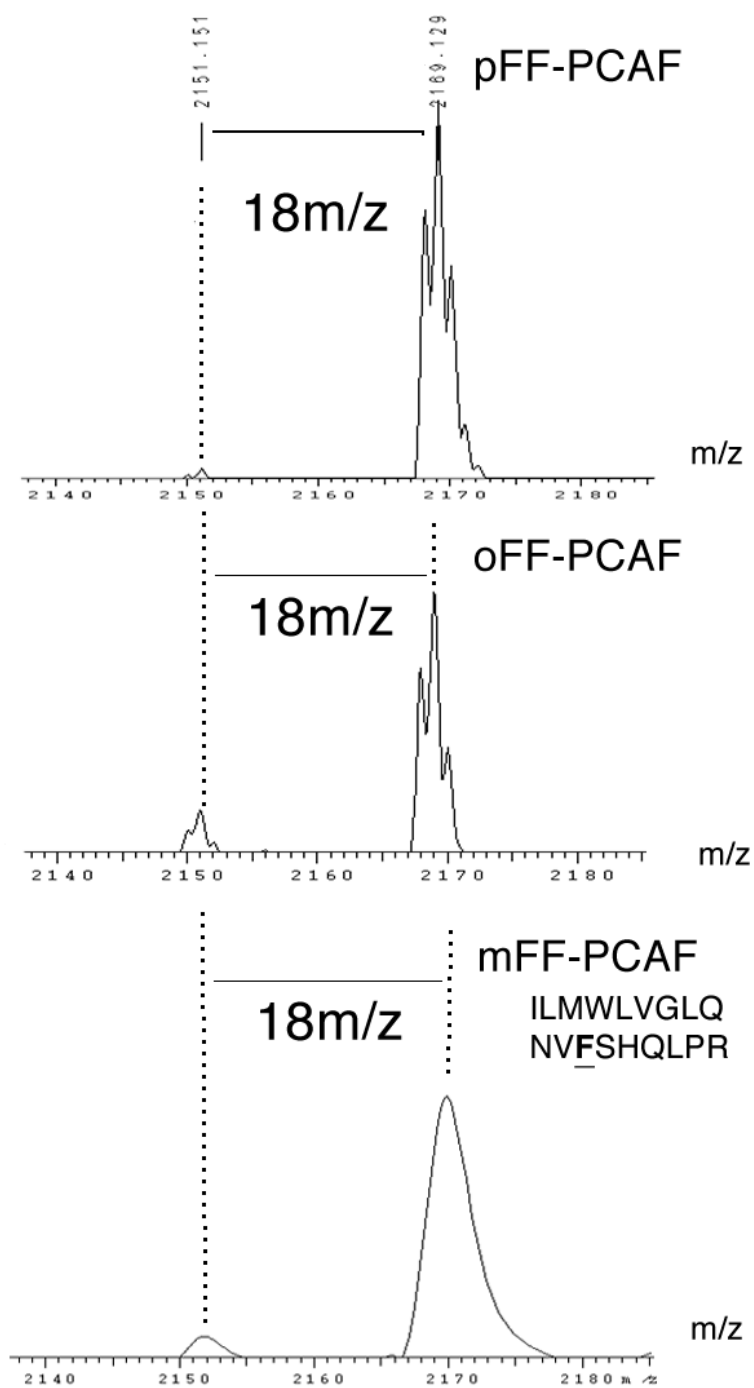 2151.151
2169.129
pFF-PCAF
18m/z
m/z
2140 2150 2160 2170 2180
oFF-PCAF
18m/z
m/z
2140 2150 2160 2170 2180
mFF-PCAF
ILMWLVGLQ
NVFSHQLPR
18m/z
m/z
2140 2150 2160 2170 2180 m/z